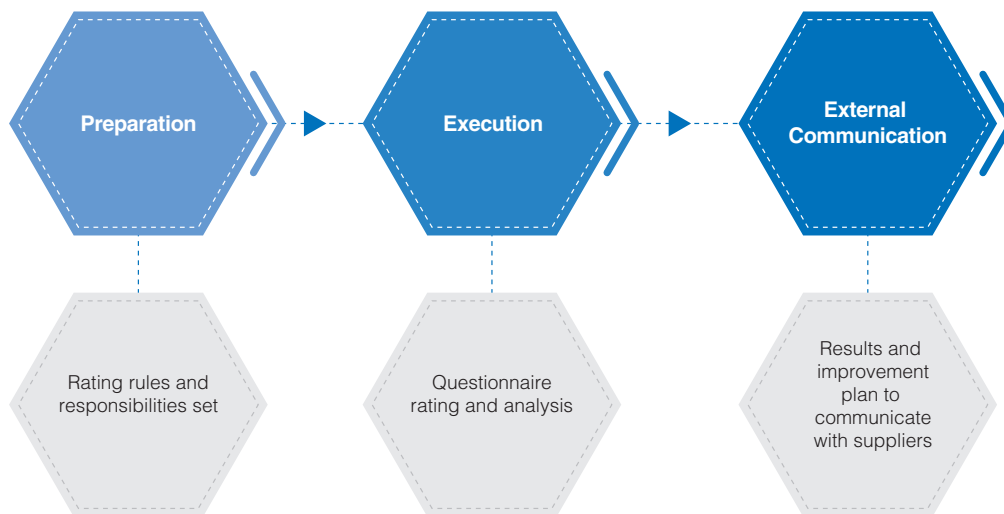 Preparation
Execution
External
Communication
Rating rules and
responsibilities set
Questionnaire
rating and analysis
Results and
improvement
plan to
communicate
with suppliers